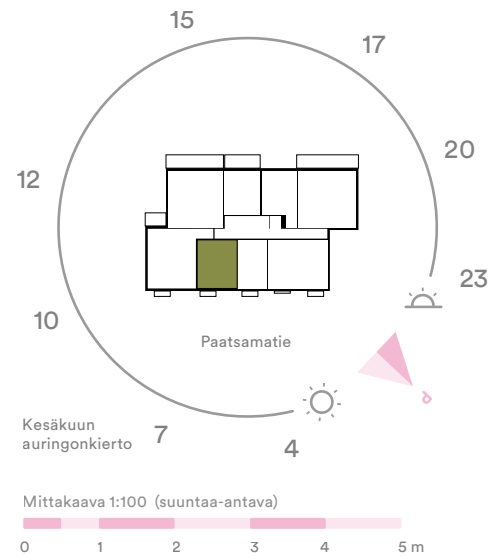 15
17
20
12
23
10
Paatsamatie
Kesäkuun
auringonkierto
7
4
P
Mittakaava 1:100 (suuntaa-antava)
0 1 2 3 4 5 m